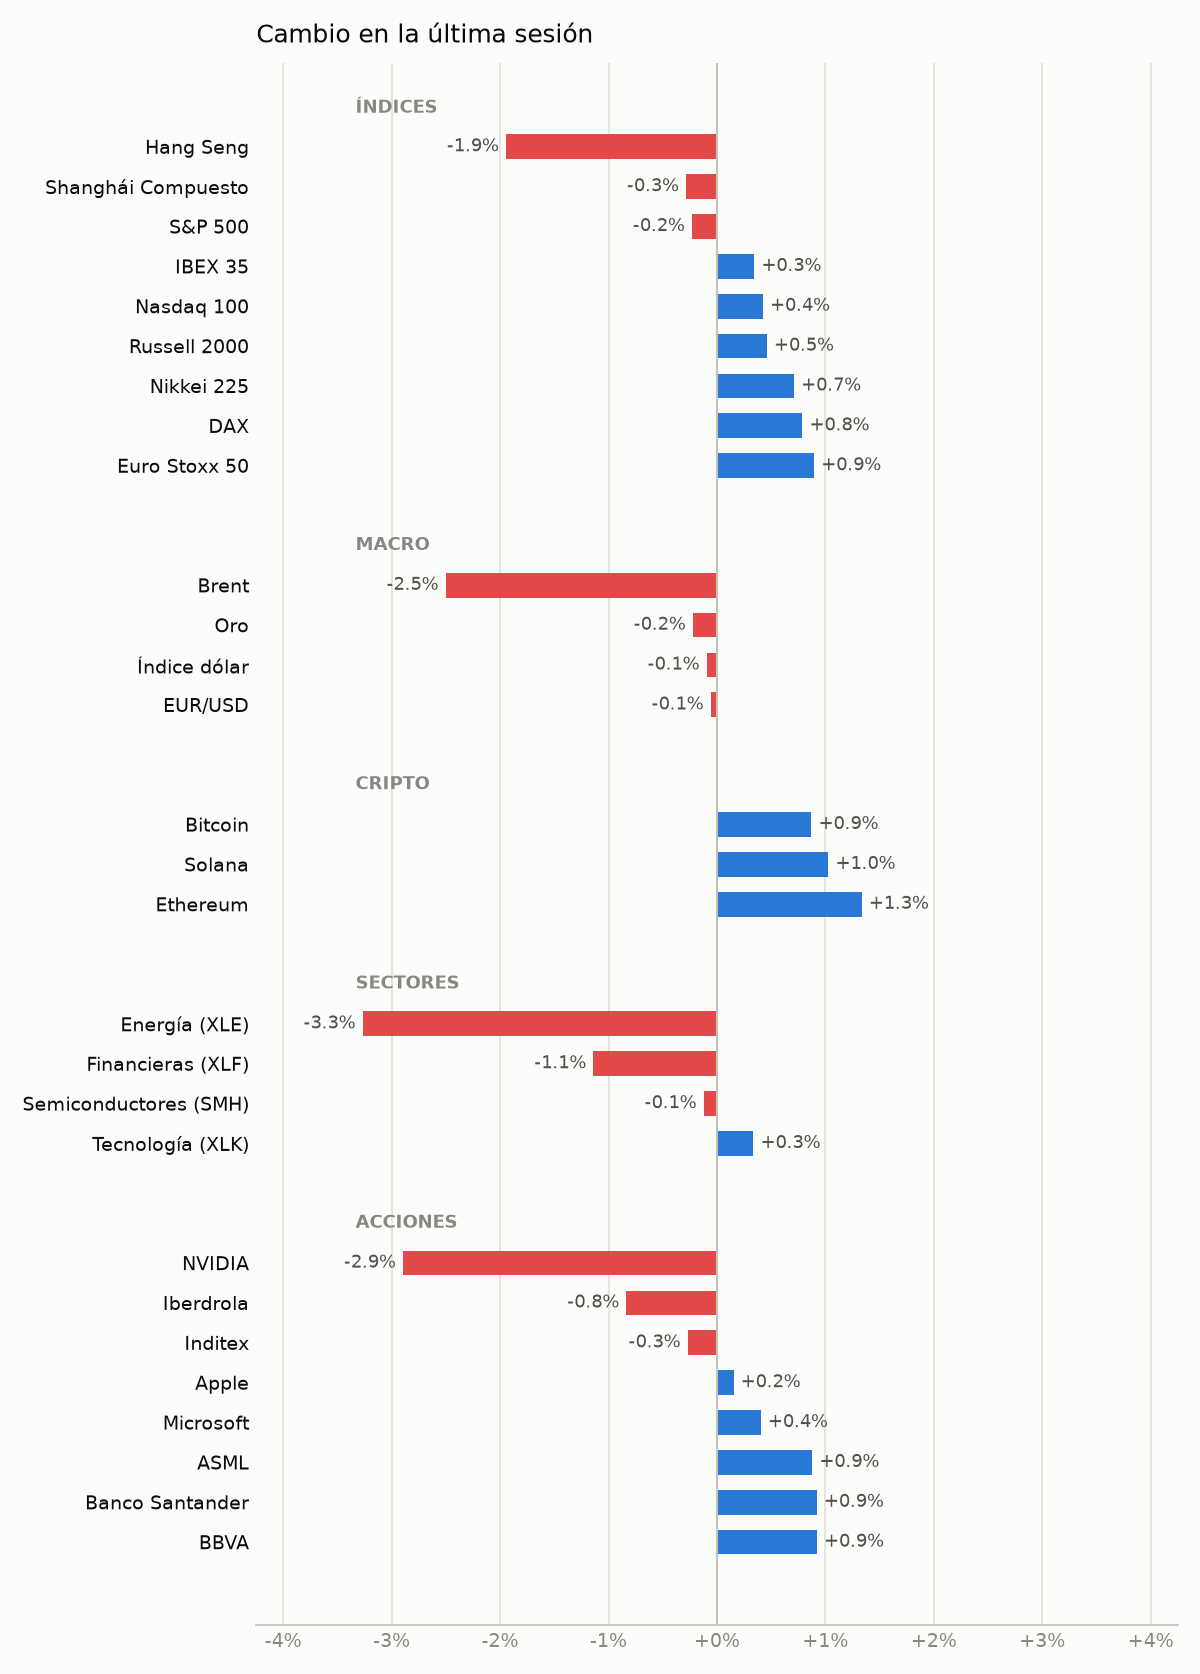 Cambio en la última sesión
ÍNDICES
Hang Seng -1.9%
Shanghái Compuesto -0.3%
S&P 500 -0.2%
IBEX 35 +0.3%
Nasdaq 100 +0.4%
Russell 2000 +0.5%
Nikkei 225 +0.7%
DAX +0.8%
Euro Stoxx 50 +0.9%
MACRO
Brent -2.5%
Oro -0.2%
Índice dólar -0.1%
EUR/USD -0.1%
CRIPTO
Bitcoin +0.9%
Solana +1.0%
Ethereum +1.3%
SECTORES
Energía (XLE) -3.3%
Financieras (XLF) -1.1%
Semiconductores (SMH) -0.1%
Tecnología (XLK) +0.3%
ACCIONES
NVIDIA -2.9%
Iberdrola -0.8%
Inditex -0.3%
Apple +0.2%
Microsoft +0.4%
ASML +0.9%
Banco Santander +0.9%
BBVA +0.9%
-4% -3% -2% -1% +0% +1% +2% +3% +4%